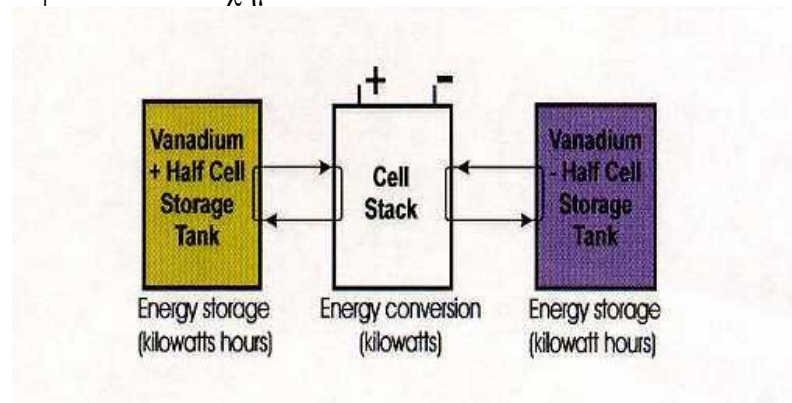 + -
Vanadium
+ Half Cell
Storage
Tank
Cell
Stack
Vanadium
- Half Cell
Storage
Tank
Energy storage
(kilowatts hours)
Energy conversion
(kilowatts)
Energy storage
(kilowatt hours)